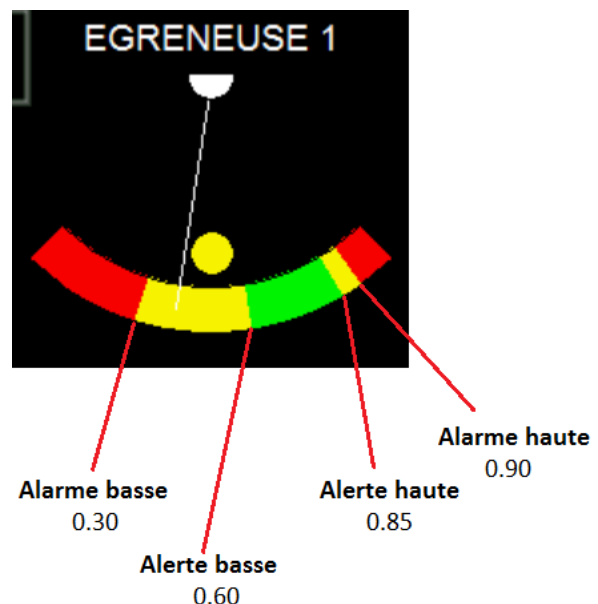 EGRENEUSE 1
Alarme haute
0.90
Alarme basse
0.30
Alerte haute
0.85
Alerte basse
0.60